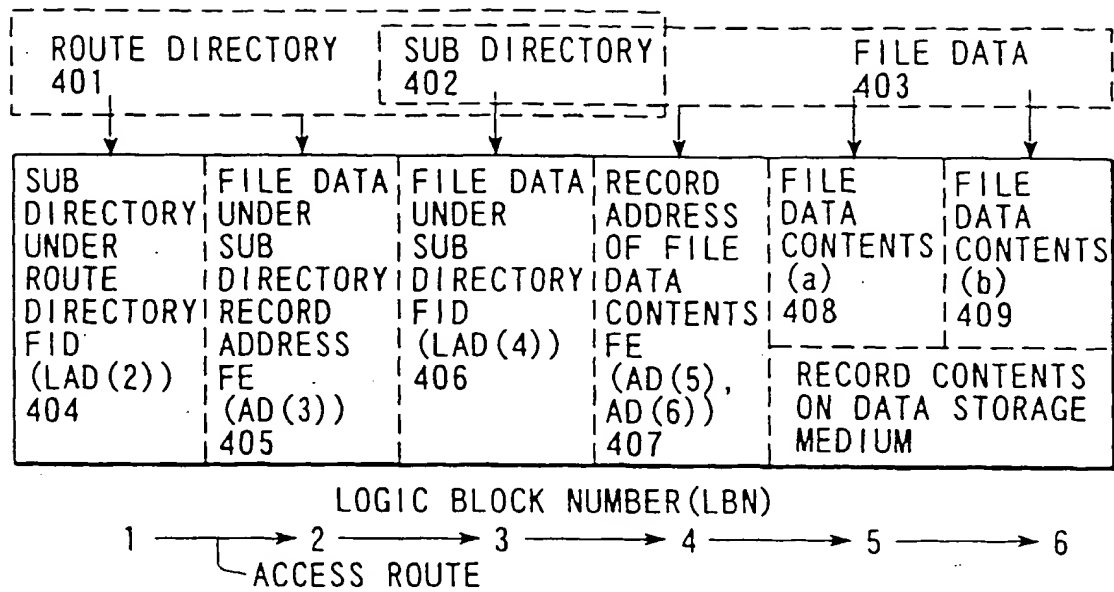 ROUTE DIRECTORY
401
SUB DIRECTORY
402
FILE DATA
403
SUB
DIRECTORY
UNDER
ROUTE
DIRECTORY
FID
(LAD(2))
404
FILE DATA
UNDER
SUB
DIRECTORY
RECORD
ADDRESS
FE
(AD(3))
405
FILE DATA
UNDER
SUB
DIRECTORY
FID
(LAD(4))
406
RECORD
ADDRESS
OF FILE
DATA
CONTENTS
FE
(AD(5),
AD(6))
407
FILE
DATA
CONTENTS
(a)
408
FILE
DATA
CONTENTS
(b)
409
RECORD CONTENTS
ON DATA STORAGE
MEDIUM
LOGIC BLOCK NUMBER(LBN)
1 2 3 4 5 6
ACCESS ROUTE